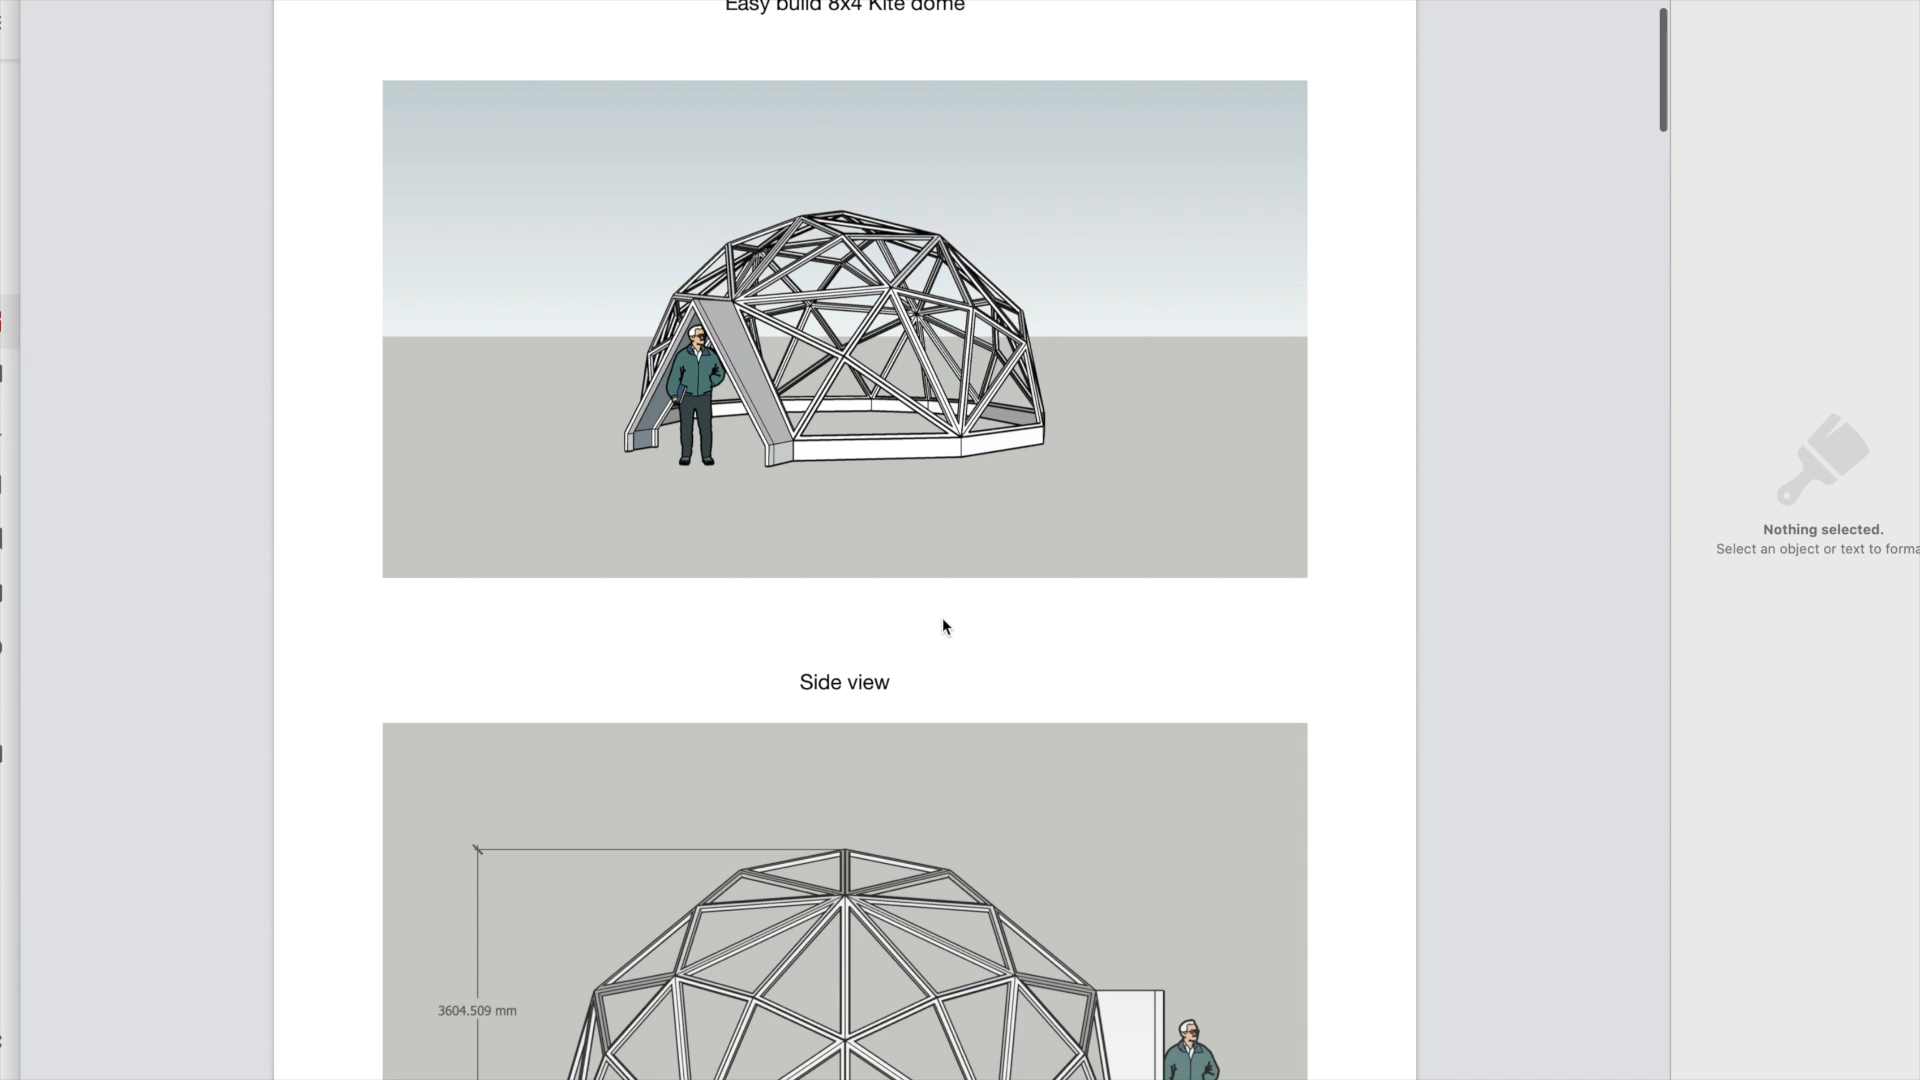 Easy build 8x4 Kite dome
Side view
3604.509 mm
Nothing selected.
Select an object or text to forma